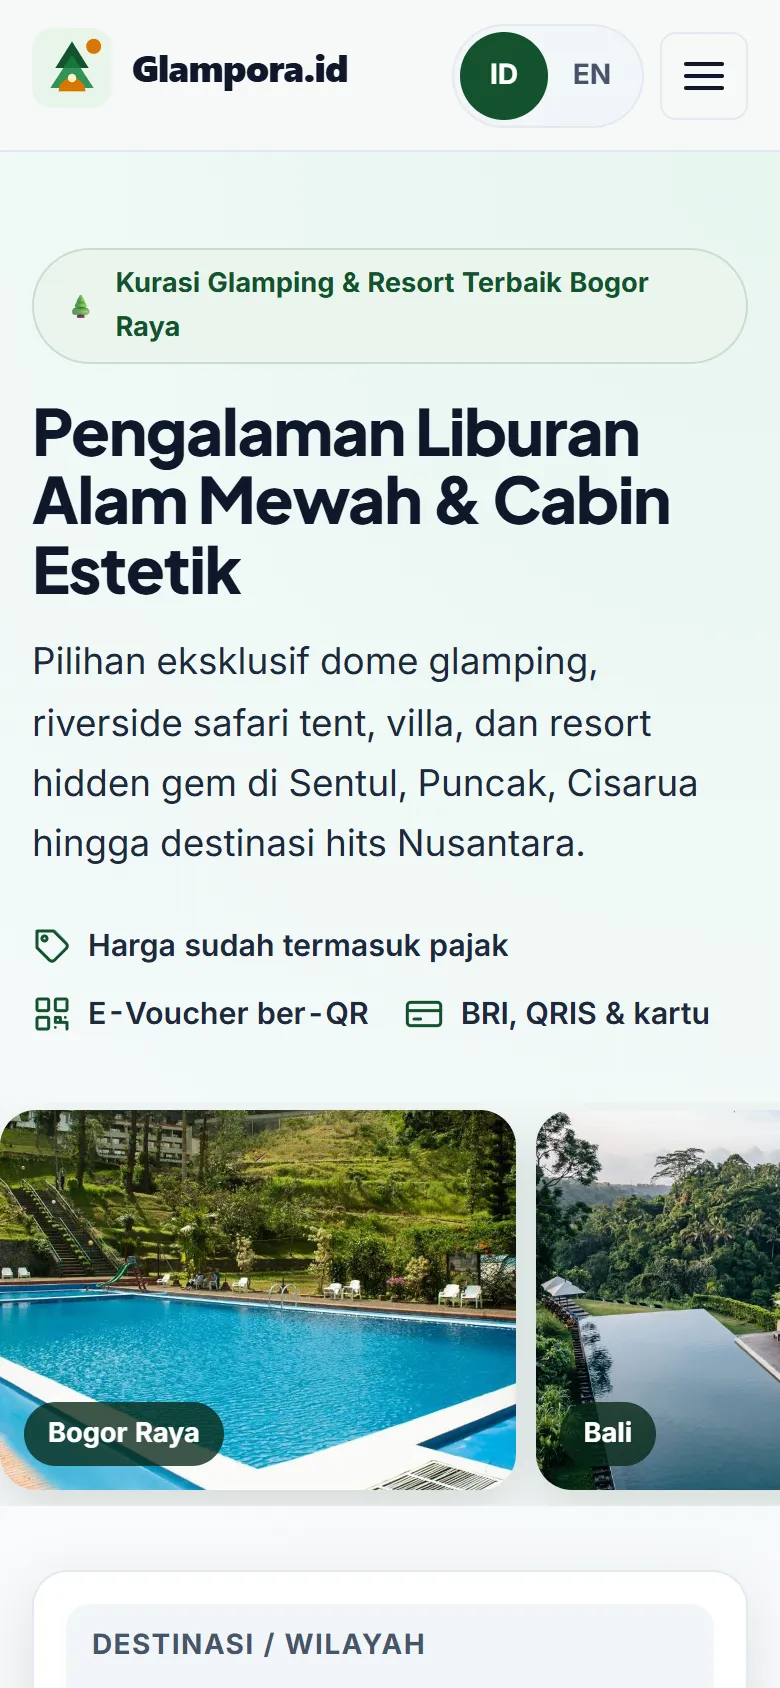 Glampora.id
ID
EN
Kurasi Glamping & Resort Terbaik Bogor
Raya
Pengalaman Liburan
Alam Mewah & Cabin
Estetik
Pilihan eksklusif dome glamping,
riverside safari tent, villa, dan resort
hidden gem di Sentul, Puncak, Cisarua
hingga destinasi hits Nusantara.
Harga sudah termasuk pajak
E-Voucher ber-QR
BRI, QRIS & kartu
Bogor Raya
Bali
DESTINASI / WILAYAH